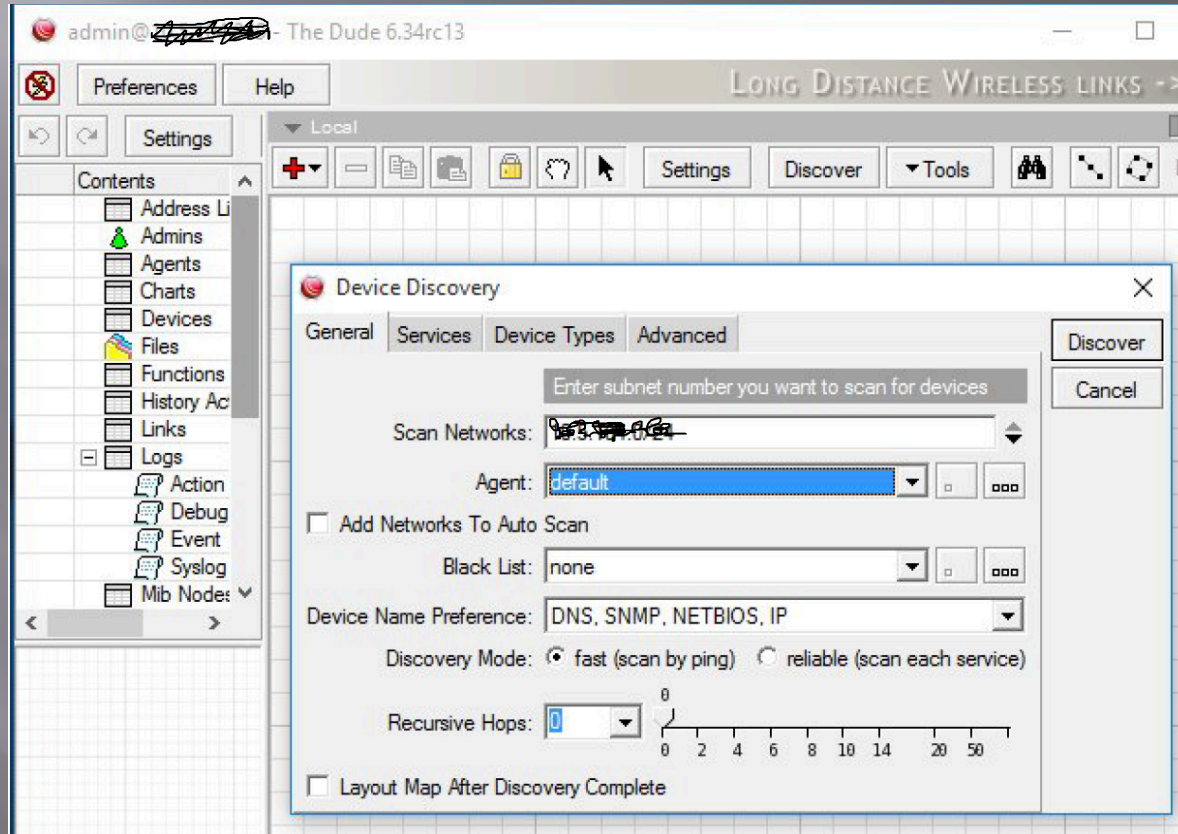 admin@ - The Dude 6.34rc13
Preferences Help
LONG DISTANCE WIRELESS LINKS ->
Settings
Local
Settings Discover Tools
Contents
Address Li
Admins
Agents
Charts
Devices
Files
Functions
History Ac
Links
Logs
Action
Debug
Event
Syslog
Mib Nodes
Device Discovery
General Services Device Types Advanced
Discover
Cancel
Enter subnet number you want to scan for devices
Scan Networks:
Agent: default
Add Networks To Auto Scan
Black List: none
Device Name Preference: DNS, SNMP, NETBIOS, IP
Discovery Mode: fast (scan by ping) reliable (scan each service)
0
Recursive Hops: 0
0 2 4 6 8 10 14 20 50
Layout Map After Discovery Complete